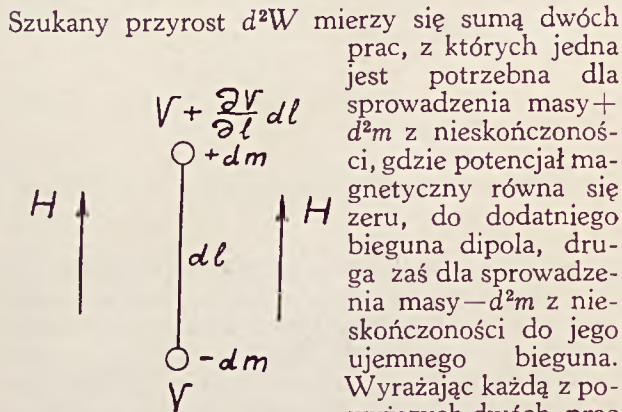 Szukany przyrost d²W mierzy się sumą dwóch
prac, z których jedna
jest potrzebna dla
sprowadzenia masy+
d²m z nieskończonoś-
ci, gdzie potencjał ma-
gnetyczny równa się
zeru, do dodatniego
bieguna dipola, dru-
ga zaś dla sprowadze-
nia masy—d²m z nie-
skończoności do jego
ujemnego bieguna.
Wyrażając każdą z po-
V + ∂V/∂l dl
+dm
H
H
dl
-dm
V